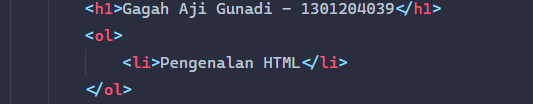 <h1>Gagah Aji Gunadi - 1301204039</h1>
<ol>
<li>Pengenalan HTML</li>
</ol>